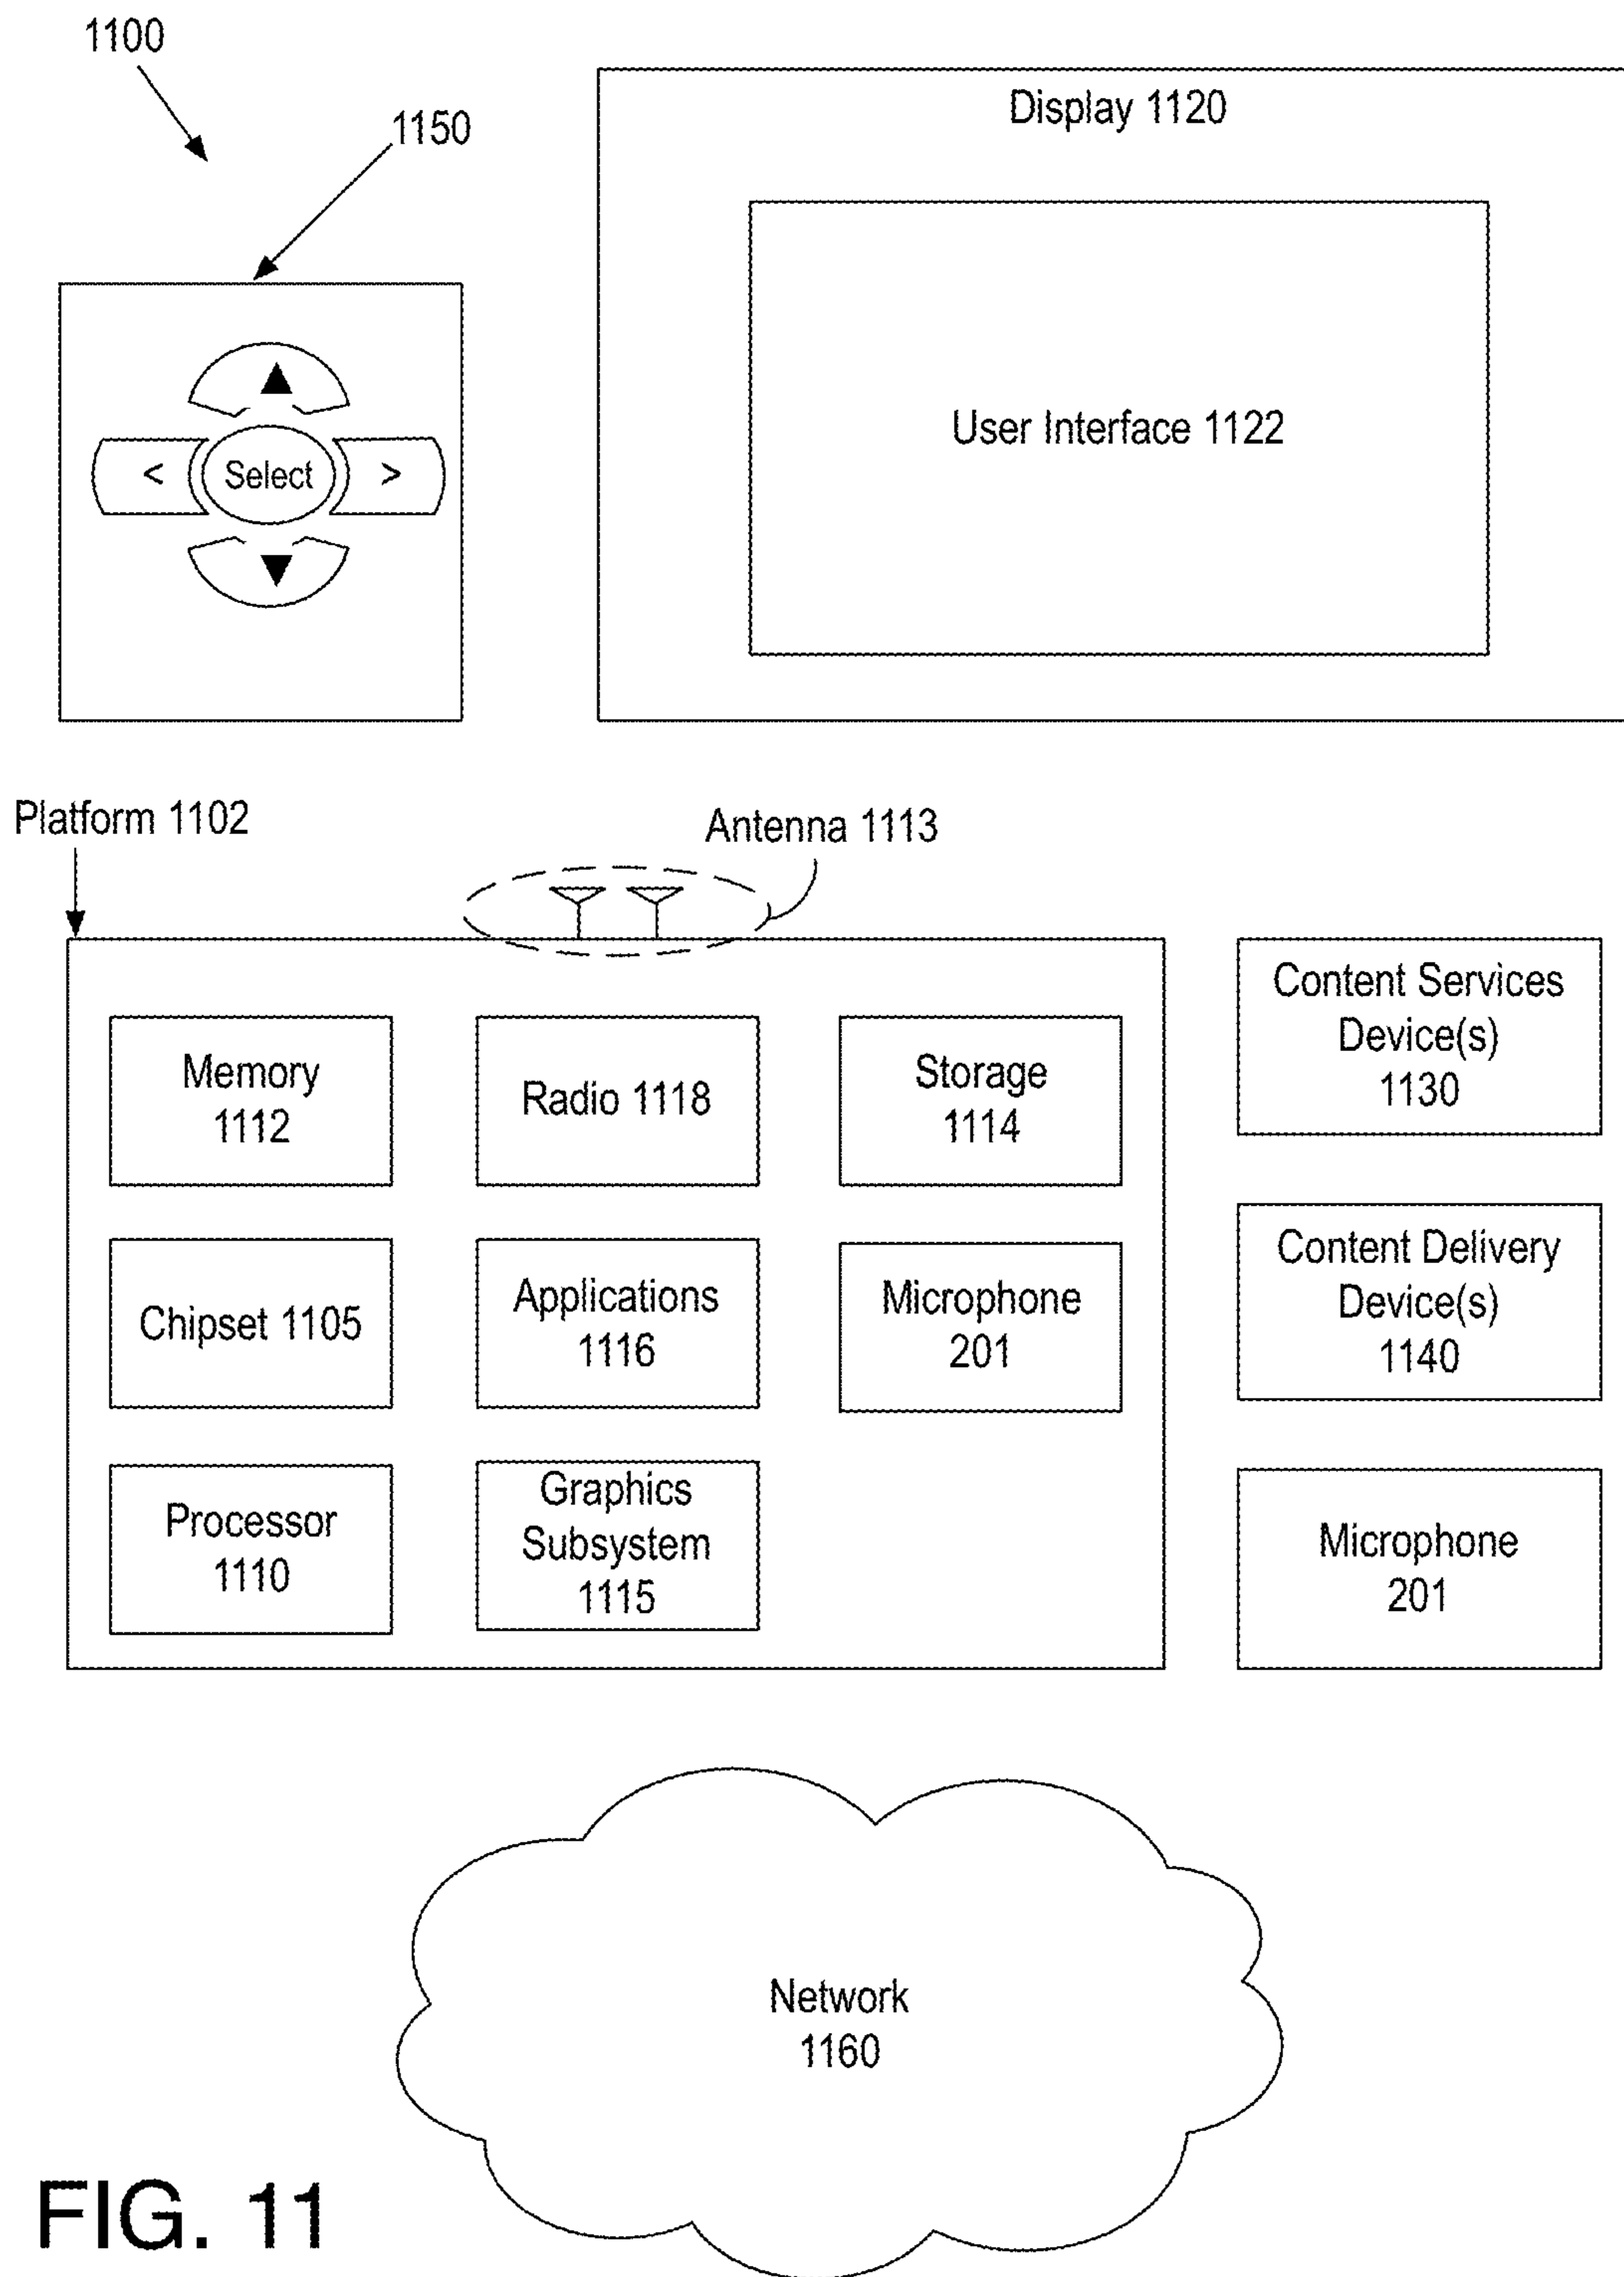 1100
1150
Display 1120
User Interface 1122
<
Select
>
Platform 1102
Antenna 1113
Memory
1112
Radio 1118
Storage
1114
Content Services
Device(s)
1130
Chipset 1105
Applications
1116
Microphone
201
Content Delivery
Device(s)
1140
Processor
1110
Graphics
Subsystem
1115
Microphone
201
Network
1160
FIG. 11